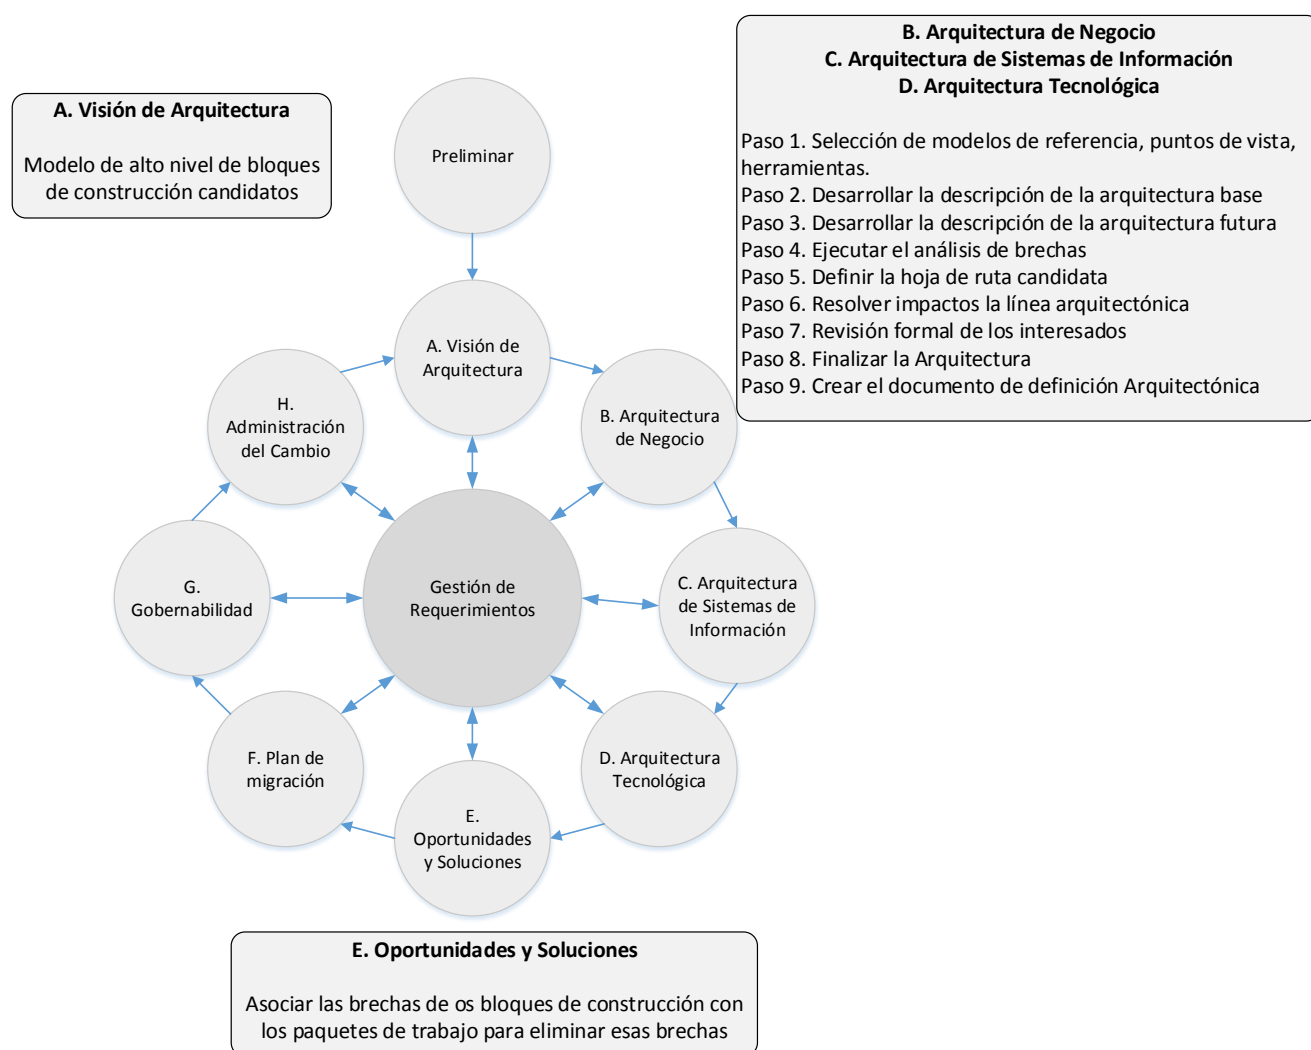 B. Arquitectura de Negocio
C. Arquitectura de Sistemas de Información
D. Arquitectura Tecnológica
Paso 1. Selección de modelos de referencia, puntos de vista,
herramientas.
Paso 2. Desarrollar la descripción de la arquitectura base
Paso 3. Desarrollar la descripción de la arquitectura futura
Paso 4. Ejecutar el análisis de brechas
Paso 5. Definir la hoja de ruta candidata
Paso 6. Resolver impactos la línea arquitectónica
Paso 7. Revisión formal de los interesados
Paso 8. Finalizar la Arquitectura
Paso 9. Crear el documento de definición Arquitectónica
A. Visión de Arquitectura
Modelo de alto nivel de bloques
de construcción candidatos
Preliminar
A. Visión de
Arquitectura
B. Arquitectura
de Negocio
H.
Administración
del Cambio
C. Arquitectura
de Sistemas de
Información
Gestión de
Requerimientos
G.
Gobernabilidad
D. Arquitectura
Tecnológica
F. Plan de
migración
E.
Oportunidades
y Soluciones
E. Oportunidades y Soluciones
Asociar las brechas de os bloques de construcción con
los paquetes de trabajo para eliminar esas brechas